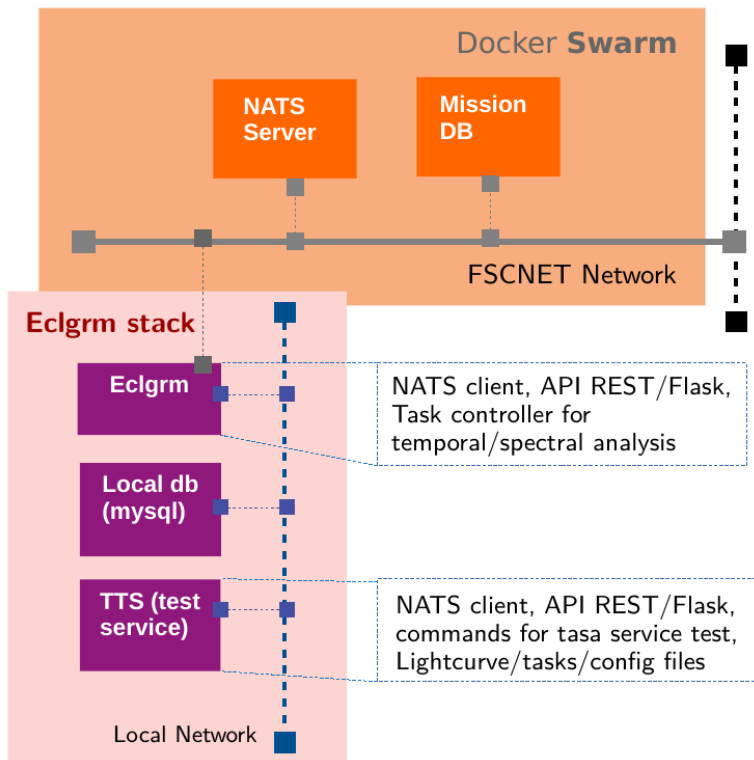 Docker Swarm
NATS
Server
Mission
DB
FSCNET Network
Eclgrm stack
Eclgrm
NATS client, API REST/Flask,
Task controller for
temporal/spectral analysis
Local db
(mysql)
TTS (test
service)
NATS client, API REST/Flask,
commands for tasa service test,
Lightcurve/tasks/config files
Local Network